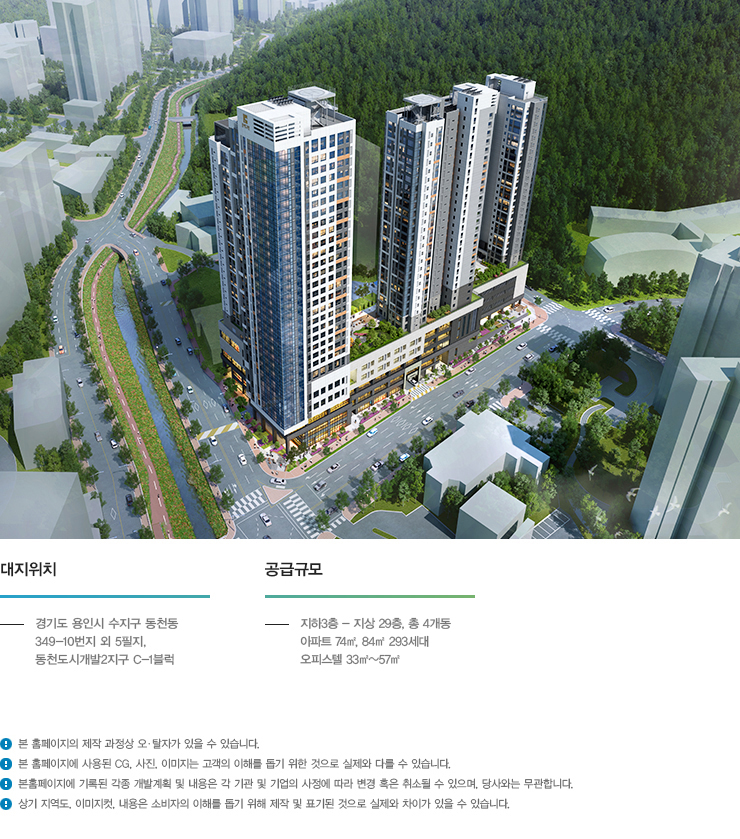 대지위치
경기도 용인시 수지구 동천동
349-10번지 외 5필지,
동천도시개발2지구 C-1블럭
공급규모
지하3층 - 지상 29층, 총 4개동
아파트 74㎡, 84㎡ 293세대
오피스텔 33㎡~57㎡
본 홈페이지의 제작 과정상 오·탈자가 있을 수 있습니다.
본 홈페이지에 사용된 CG, 사진, 이미지는 고객의 이해를 돕기 위한 것으로 실제와 다를 수 있습니다.
본홈페이지에 기록된 각종 개발계획 및 내용은 각 기관 및 기업의 사정에 따라 변경 혹은 취소될 수 있으며, 당사와는 무관합니다.
상기 지역도, 이미지컷, 내용은 소비자의 이해를 돕기 위해 제작 및 표기된 것으로 실제와 차이가 있을 수 있습니다.